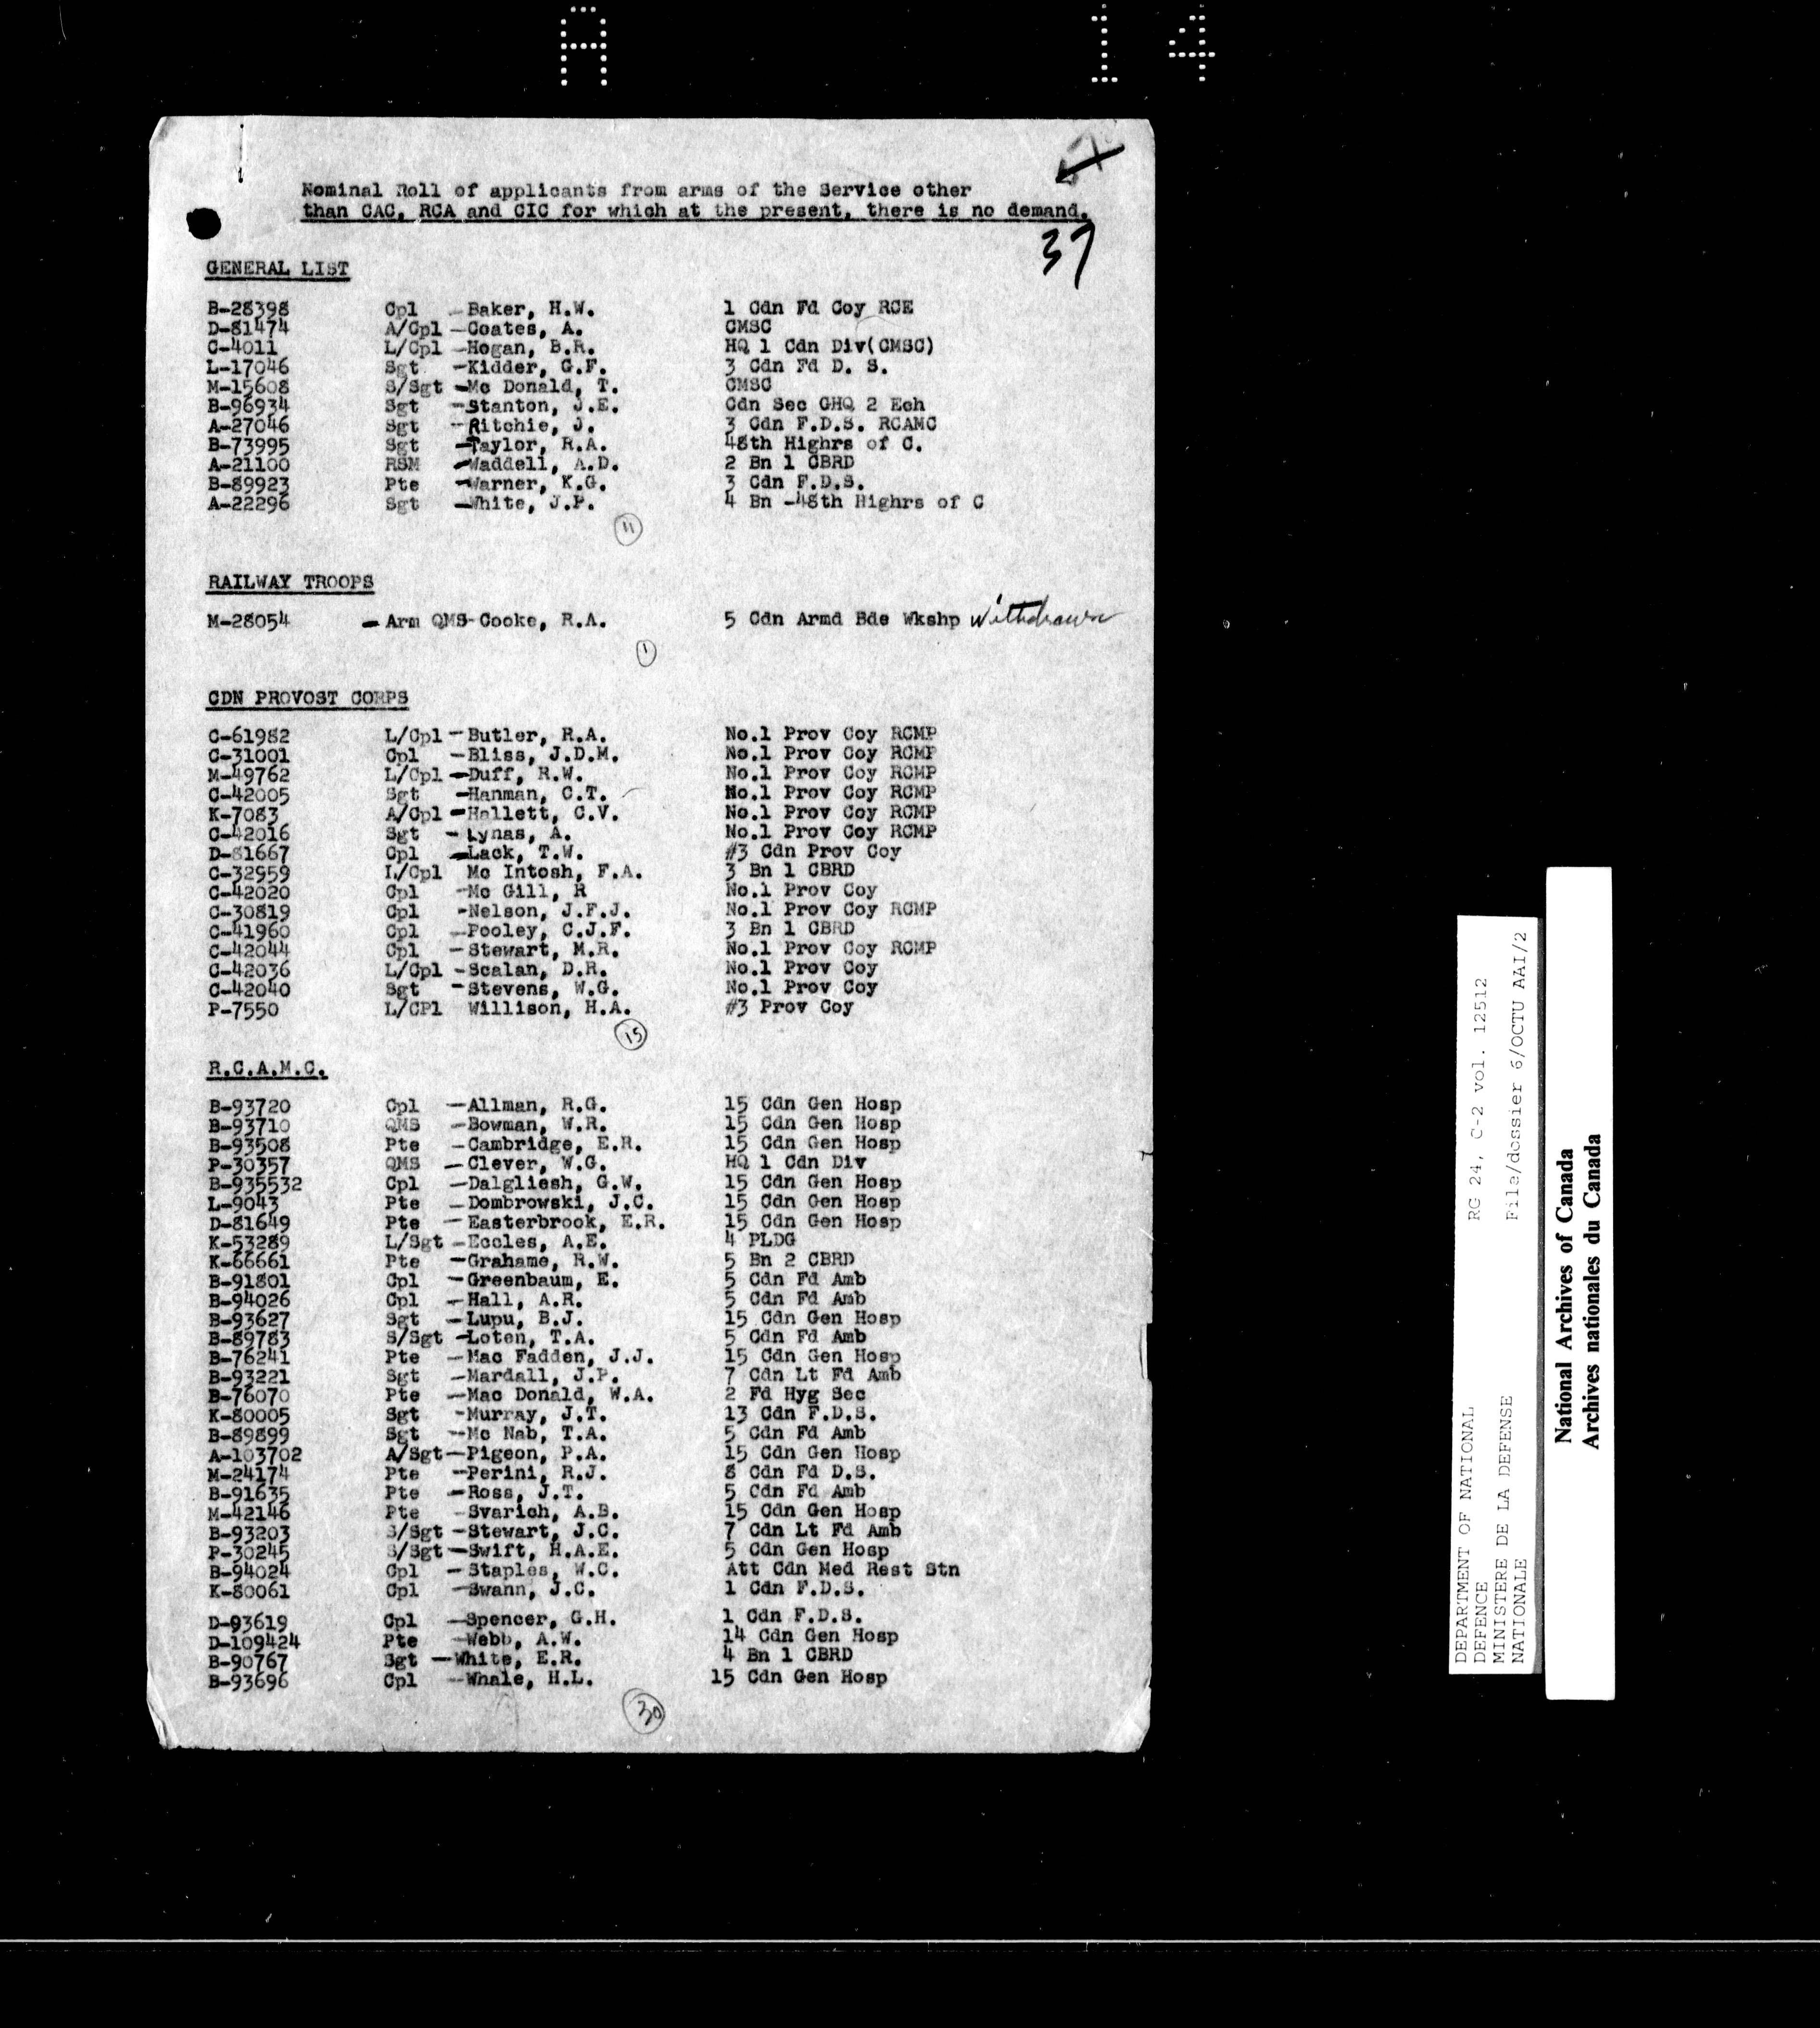 A 14
Nominal Roll of applicants from arms of the Service other
than CAC, RCA and CIC for which at the present, there is no demand.
37
GENERAL LIST
B-28398 Cpl -Baker, H.W. 1 Cdn Fd Coy RCE
D-81474 A/Cpl -Coates, A. CMSC
C-4011 L/Cpl -Hogan, B.R. HQ 1 Cdn Div(CMSC)
L-17046 Sgt -Kidder, G.F. 3 Cdn Fd D. S.
M-15608 S/Sgt -Mc Donald, T. CMSC
B-96934 Sgt -Stanton, J.E. Cdn Sec GHQ 2 Ech
A-27046 Sgt -Ritchie, J. 3 Cdn F.D.S. RCAMC
B-73995 Sgt -Taylor, R.A. 48th Highrs of C.
A-21100 RSM -Waddell, A.D. 2 Bn 1 CBRD
B-89923 Pte -Warner, K.G. 3 Cdn F.D.S.
A-22296 Sgt -White, J.P. 4 Bn -48th Highrs of C
11
RAILWAY TROOPS
M-28054 - Arm QMS-Cooke, R.A. 5 Cdn Armd Bde Wkshp Withdrawn
1
CDN PROVOST CORPS
C-61982 L/Cpl -Butler, R.A. No.1 Prov Coy RCMP
C-31001 Cpl -Bliss, J.D.M. No.1 Prov Coy RCMP
M-49762 L/Cpl -Duff, R.W. No.1 Prov Coy RCMP
C-42005 Sgt -Hanman, C.T. No.1 Prov Coy RCMP
K-7083 A/Cpl -Hallett, C.V. No.1 Prov Coy RCMP
C-42016 Sgt -Lynas, A. No.1 Prov Coy RCMP
D-81667 Cpl -Lack, T.W. #3 Cdn Prov Coy
C-32959 L/Cpl Mc Intosh, F.A. 3 Bn 1 CBRD
C-42020 Cpl -Mc Gill, R No.1 Prov Coy
C-30819 Cpl -Nelson, J.F.J. No.1 Prov Coy RCMP
C-41960 Cpl -Pooley, C.J.F. 3 Bn 1 CBRD
C-42044 Cpl -Stewart, M.R. No.1 Prov Coy RCMP
C-42036 L/Cpl -Scalan, D.R. No.1 Prov Coy
C-42040 Sgt -Stevens, W.G. No.1 Prov Coy
P-7550 L/CPl Willison, H.A. #3 Prov Coy
15
R.C.A.M.C.
B-93720 Cpl -Allman, R.G. 15 Cdn Gen Hosp
B-93710 QMS -Bowman, W.R. 15 Cdn Gen Hosp
B-93508 Pte -Cambridge, E.R. 15 Cdn Gen Hosp
P-30357 QMS -Clever, W.G. HQ 1 Cdn Div
B-935532 Cpl -Dalgliesh, G.W. 15 Cdn Gen Hosp
L-9043 Pte -Dombrowski, J.C. 15 Cdn Gen Hosp
D-81649 Pte -Easterbrook, E.R. 15 Cdn Gen Hosp
K-53289 L/Sgt -Eccles, A.E. 4 PLDG
K-66661 Pte -Grahame, R.W. 5 Bn 2 CBRD
B-91801 Cpl -Greenbaum, E. 5 Cdn Fd Amb
B-94026 Cpl -Hall, A.R. 5 Cdn Fd Amb
B-93627 Sgt -Lupu, B.J. 15 Cdn Gen Hosp
B-89783 S/Sgt -Loten, T.A. 5 Cdn Fd Amb
B-76241 Pte -Mac Fadden, J.J. 15 Cdn Gen Hosp
B-93221 Sgt -Mardall, J.P. 7 Cdn Lt Fd Amb
B-76070 Pte -Mac Donald, W.A. 2 Fd Hyg Sec
K-80005 Sgt -Murray, J.T. 13 Cdn F.D.S.
B-89899 Sgt -Mc Nab, T.A. 5 Cdn Fd Amb
A-103702 A/Sgt-Pigeon, P.A. 15 Cdn Gen Hosp
M-24174 Pte -Perini, R.J. 8 Cdn Fd D.S.
B-91635 Pte -Ross, J.T. 5 Cdn Fd Amb
M-42146 Pte -Svarich, A.B. 15 Cdn Gen Hosp
B-93203 S/Sgt -Stewart, J.C. 7 Cdn Lt Fd Amb
P-30245 S/Sgt -Swift, H.A.E. 5 Cdn Gen Hosp
B-94024 Cpl -Staples, W.C. Att Cdn Med Rest Stn
K-80061 Cpl -Swann, J.C. 1 Cdn F.D.S.
D-93619 Cpl -Spencer, G.H. 1 Cdn F.D.S.
D-109424 Pte -Webb, A.W. 14 Cdn Gen Hosp
B-90767 Sgt -White, E.R. 4 Bn 1 CBRD
B-93696 Cpl -Whale, H.L. 15 Cdn Gen Hosp
30
DEPARTMENT OF NATIONAL RG 24, C-2 vol. 12512
DEFENCE
MINISTERE DE LA DEFENSE File/dossier 6/OCTU AAI/2
NATIONALE
National Archives of Canada
Archives nationales du Canada